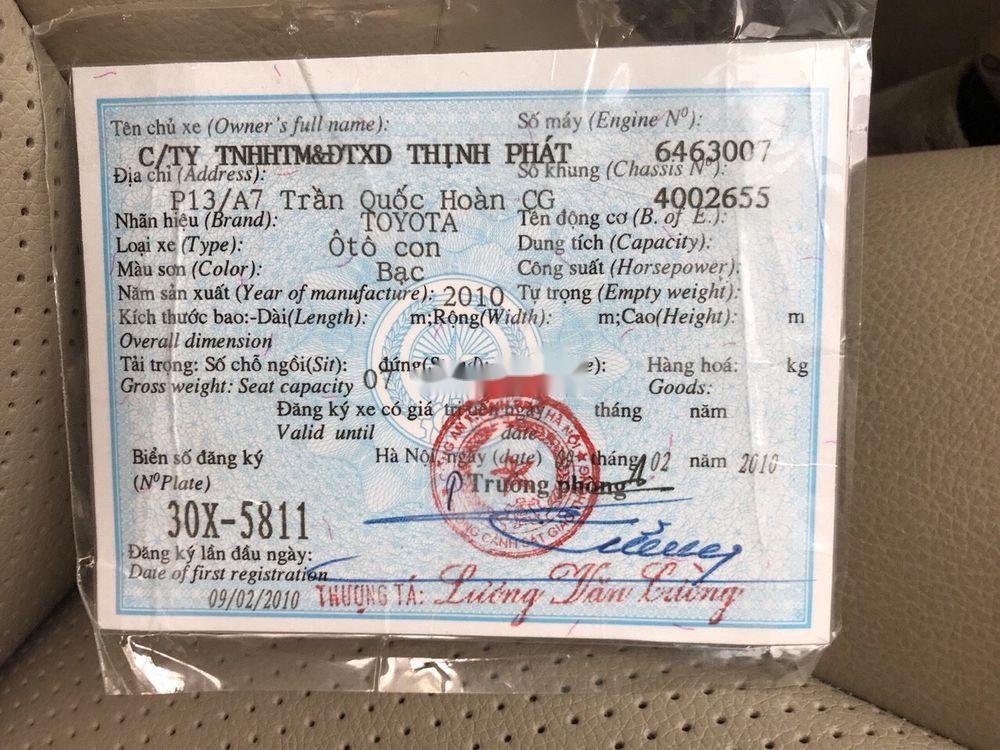 Tên chủ xe (Owner's full name): Số máy (Engine Nº):
C/TY TNHHTM&ĐTXD THỊNH PHÁT 6463007
Địa chỉ (Address): Số khung (Chassis Nº):
P13/A7 Trần Quốc Hoàn CG 4002655
Nhãn hiệu (Brand): TOYOTA Tên động cơ (B. of E.):
Loại xe (Type): Ôtô con Dung tích (Capacity):
Màu sơn (Color): Bạc Công suất (Horsepower):
Năm sản xuất (Year of manufacture): 2010 Tự trọng (Empty weight):
Kích thước bao:-Dài(Length): m;Rộng(Width): m;Cao(Height): m
Overall dimension
Tải trọng: Số chỗ ngồi(Sit): đứng( Hàng hoá: kg
Gross weight: Seat capacity 07 Goods:
Đăng ký xe có giá trị đến ngày tháng năm
Valid until date
Biển số đăng ký Hà Nội, ngày (date) 09 tháng 02 năm 2010
(NºPlate) Trưởng phòng
30X-5811
Đăng ký lần đầu ngày:
Date of first registration
09/02/2010 THƯỢNG TÁ: Lương Văn Cường